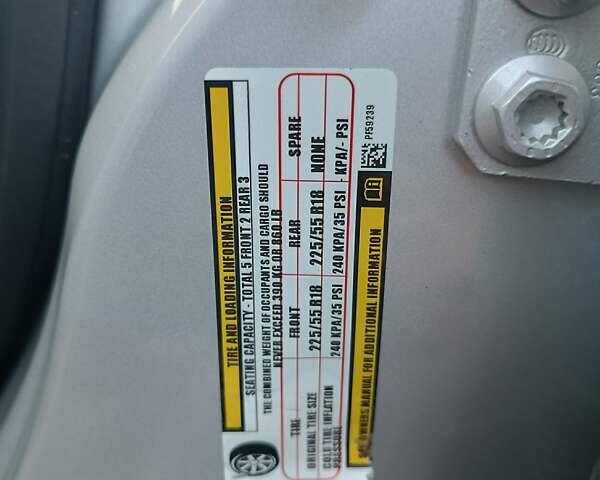 TIRE AND LOADING INFORMATION
SEATING CAPACITY - TOTAL 5 FRONT 2 REAR 3
THE COMBINED WEIGHT OF OCCUPANTS AND CARGO SHOULD
NEVER EXCEED 390 KG OR 860 LB
TIRE FRONT REAR SPARE
ORIGINAL TIRE SIZE 225/55 R18 225/55 R18 NONE
COLD TIRE INFLATION
PRESSURE 240 KPA/35 PSI 240 KPA/35 PSI - KPA/- PSI
SEE OWNERS MANUAL FOR ADDITIONAL INFORMATION
PF59239